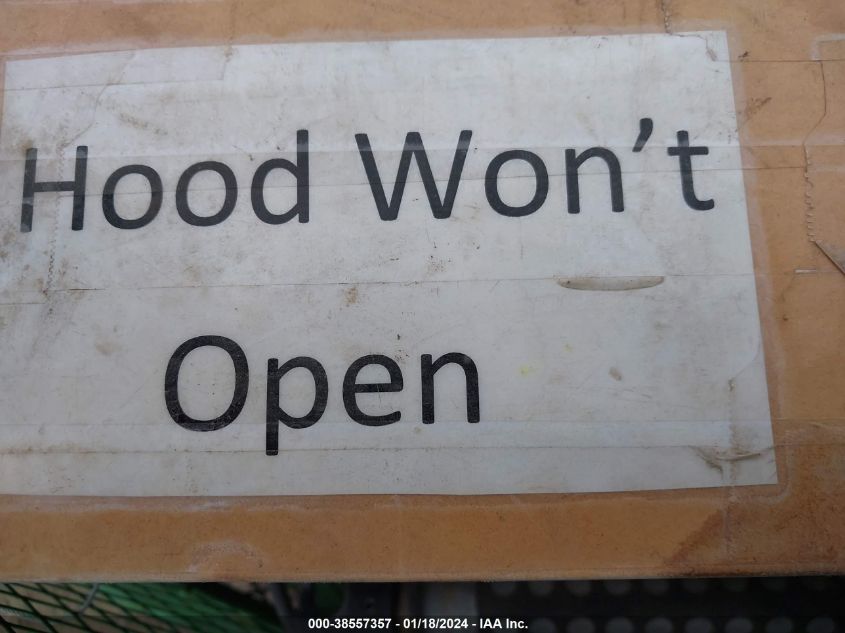 Hood Won’t
Open
000-38557357 - 01/18/2024 - IAA Inc.